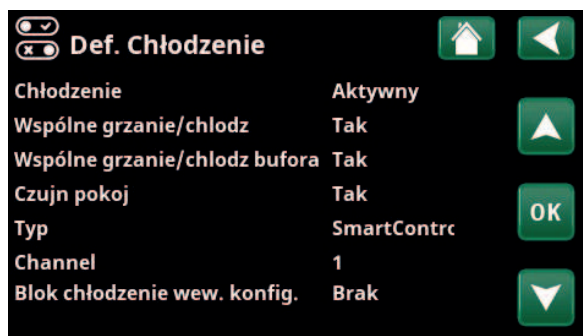 Def. Chłodzenie
Chłodzenie Aktywny
Wspólne grzanie/chlodz Tak
Wspólne grzanie/chlodz bufora Tak
Czujn pokoj Tak
OK
Typ SmartContrc
Channel 1
Blok chłodzenie wew. konfig. Brak